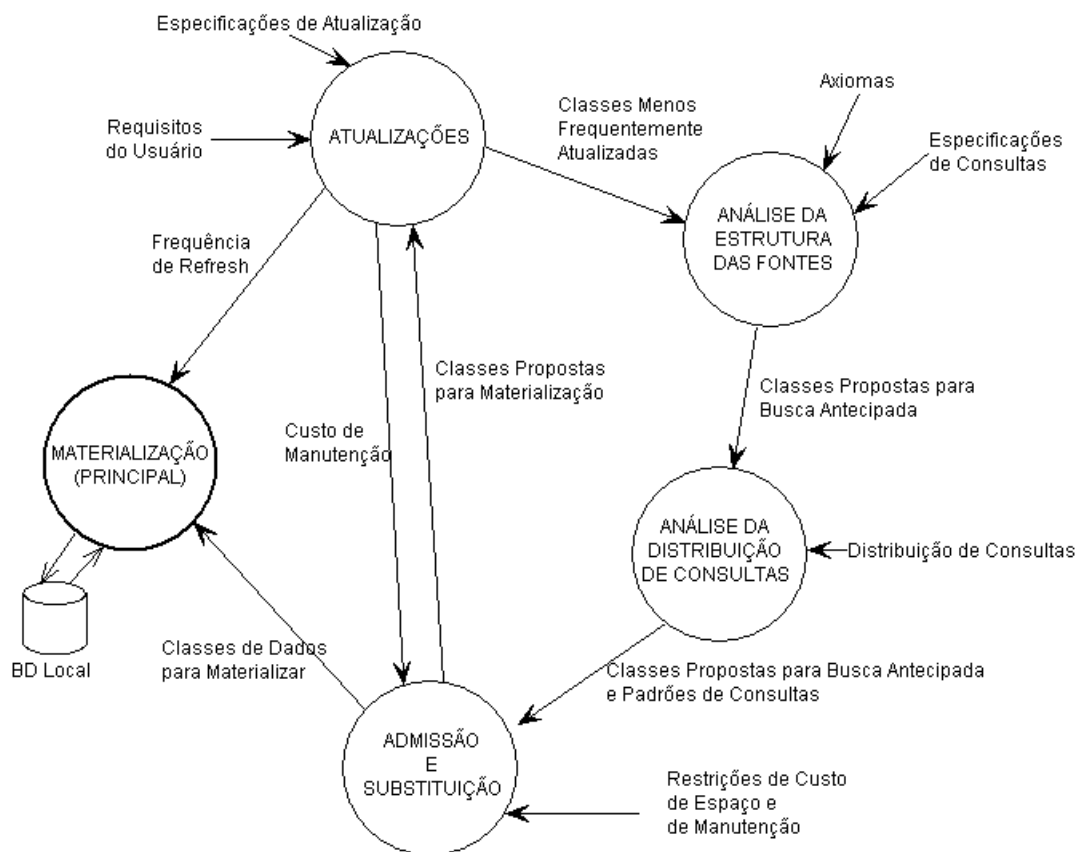 Especificações de Atualização
Requisitos
do Usuário
ATUALIZAÇÕES
Classes Menos
Frequentemente
Atualizadas
Axiomas
Especificações
de Consultas
ANÁLISE DA
ESTRUTURA
DAS FONTES
Frequência
de Refresh
Classes Propostas
para Materialização
Classes Propostas para
Busca Antecipada
Custo de
Manutenção
MATERIALIZAÇÃO
(PRINCIPAL)
ANÁLISE DA
DISTRIBUIÇÃO
DE CONSULTAS
Distribuição de Consultas
BD Local
Classes de Dados
para Materializar
Classes Propostas para Busca Antecipada
e Padrões de Consultas
ADMISSÃO
E
SUBSTITUIÇÃO
Restrições de Custo
de Espaço e
de Manutenção